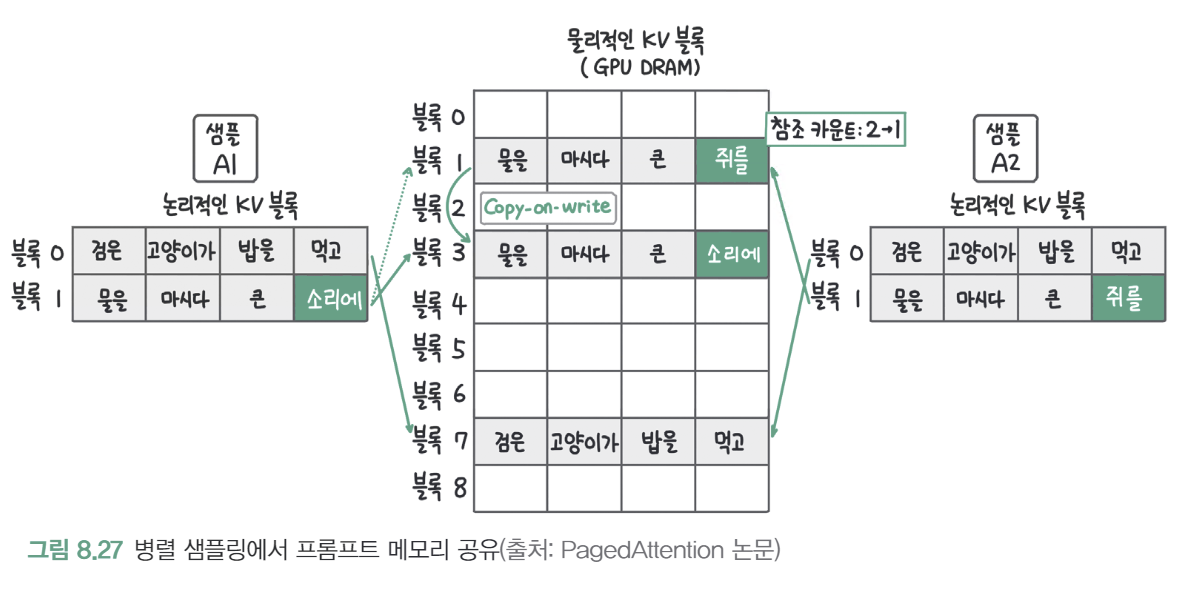 물리적인 KV 블록
(GPU DRAM)
샘플
A1
논리적인 KV 블록
블록 0 검은 고양이가 밥을 먹고
블록 1 물을 마시다 큰 소리에
블록 0
참조 카운트: 2→1
블록 1 물을 마시다 큰 쥐를
블록 2 Copy-on-write
블록 3 물을 마시다 큰 소리에
블록 4
블록 5
블록 6
블록 7 검은 고양이가 밥을 먹고
블록 8
샘플
A2
논리적인 KV 블록
블록 0 검은 고양이가 밥을 먹고
블록 1 물을 마시다 큰 쥐를
그림 8.27 병렬 샘플링에서 프롬프트 메모리 공유(출처: PagedAttention 논문)